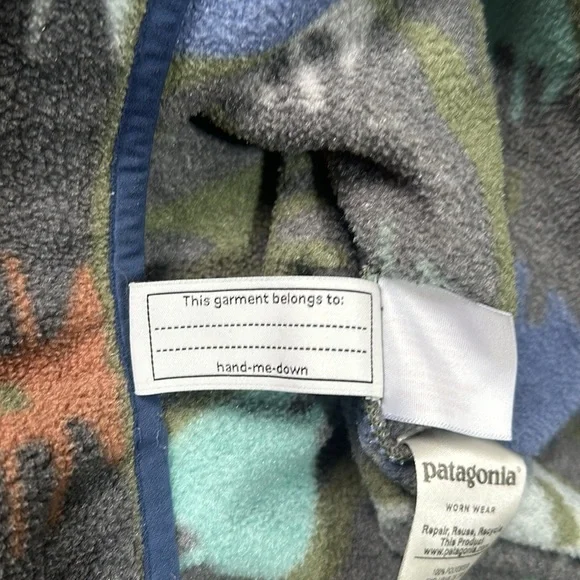 This garment belongs to:
hand-me-down
patagonia®
WORN WEAR
Repair, Reuse, Recycle
This Product
www.patagonia